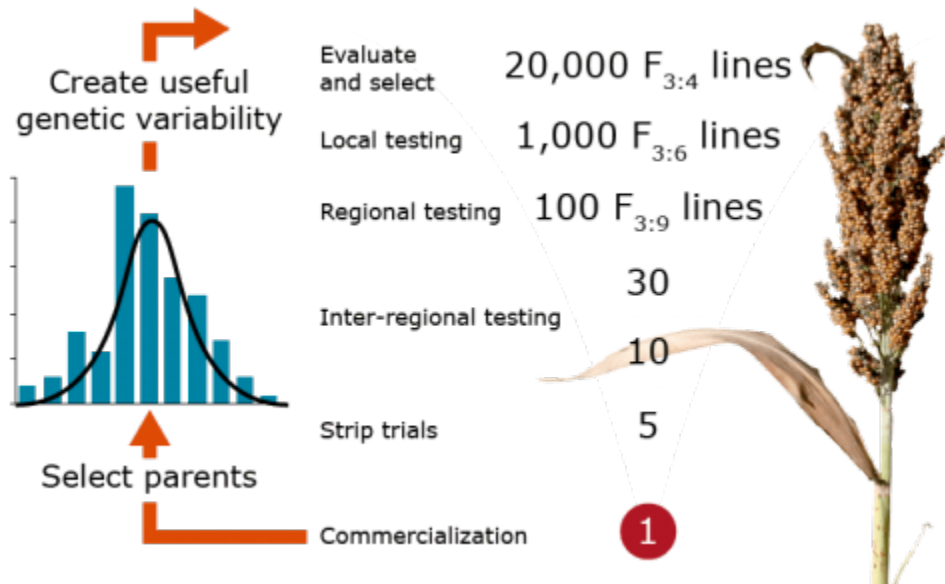 Create useful
genetic variability
Select parents
Evaluate
and select
20,000 F3:4 lines
Local testing
1,000 F3:6 lines
Regional testing
100 F3:9 lines
Inter-regional testing
30
10
Strip trials
5
Commercialization
1